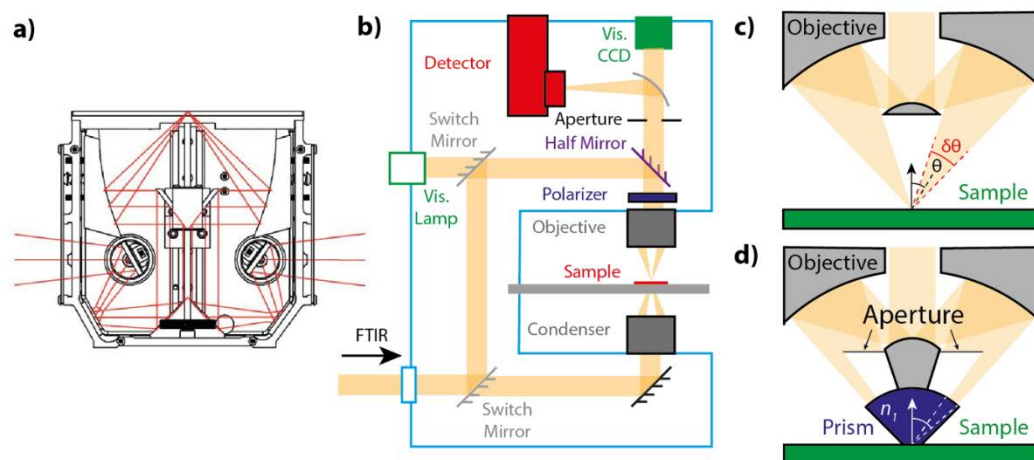 a)
b)
Vis.
CCD
Detector
Switch
Mirror
Aperture
Half Mirror
Vis.
Lamp
Polarizer
Objective
Sample
Condenser
FTIR
Switch
Mirror
c)
Objective
δθ
θ
Sample
d)
Objective
Aperture
n₁
Prism
Sample